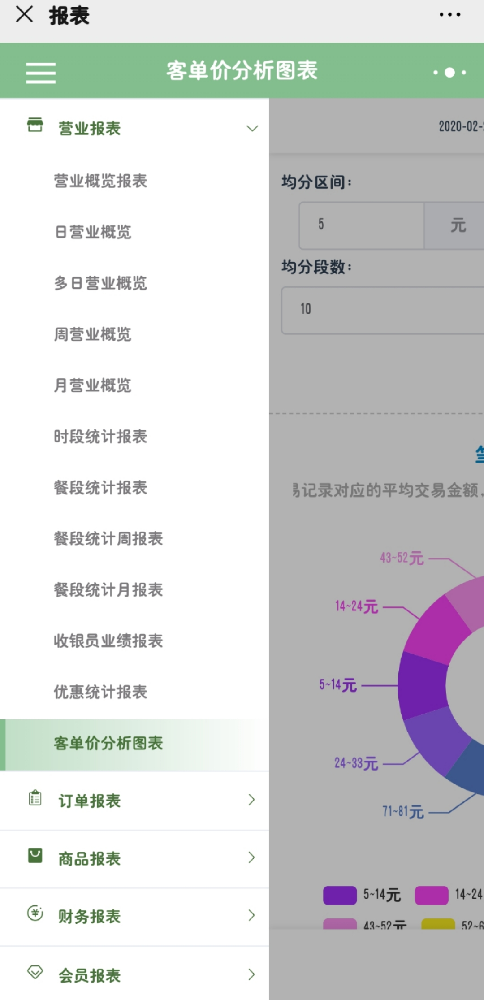 报表
客单价分析图表
营业报表
营业概览报表
日营业概览
多日营业概览
周营业概览
月营业概览
时段统计报表
餐段统计报表
餐段统计周报表
餐段统计月报表
收银员业绩报表
优惠统计报表
客单价分析图表
订单报表
商品报表
财务报表
会员报表
2020-02-
均分区间:
5 元
均分段数:
10
易记录对应的平均交易金额,
43~52元
14~24元
5~14元
24~33元
71~81元
5~14元 14~24
43~52元 52~6